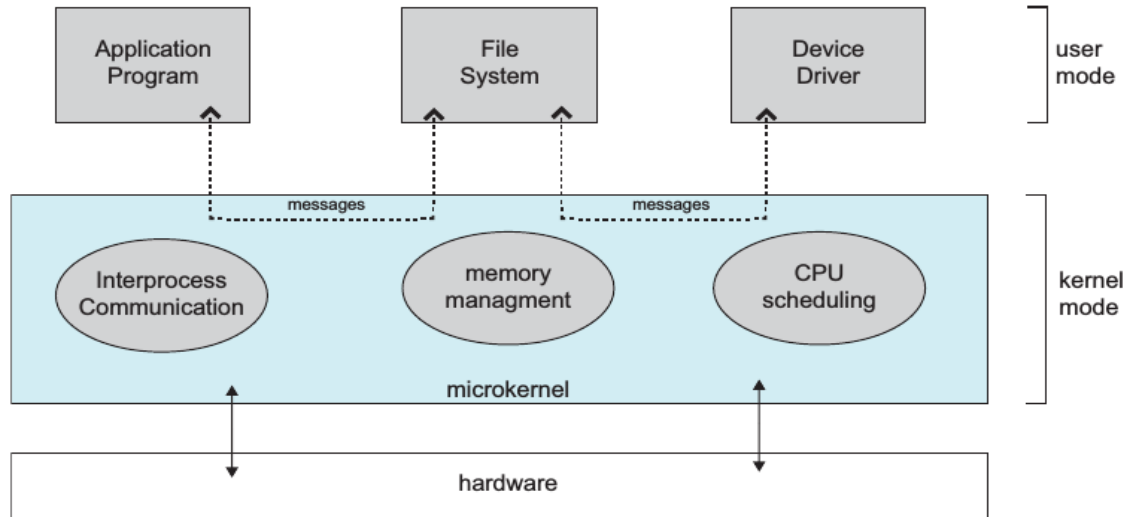 Application
Program
File
System
Device
Driver
user
mode
messages
messages
Interprocess
Communication
memory
managment
CPU
scheduling
kernel
mode
microkernel
hardware